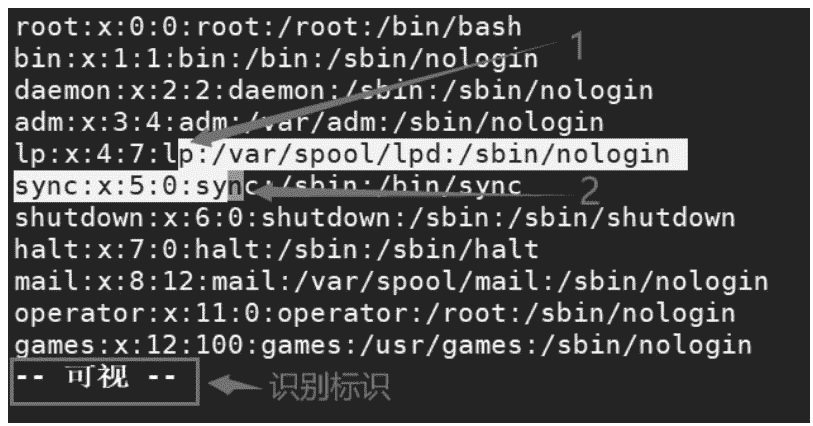 root:x:0:0:root:/root:/bin/bash
1
bin:x:1:1:bin:/bin:/sbin/nologin
daemon:x:2:2:daemon:/sbin:/sbin/nologin
adm:x:3:4:adm:/var/adm:/sbin/nologin
lp:x:4:7:lp:/var/spool/lpd:/sbin/nologin
sync:x:5:0:sync:/sbin:/bin/sync
2
shutdown:x:6:0:shutdown:/sbin:/sbin/shutdown
halt:x:7:0:halt:/sbin:/sbin/halt
mail:x:8:12:mail:/var/spool/mail:/sbin/nologin
operator:x:11:0:operator:/root:/sbin/nologin
games:x:12:100:games:/usr/games:/sbin/nologin
-- 可视 --
识别标识